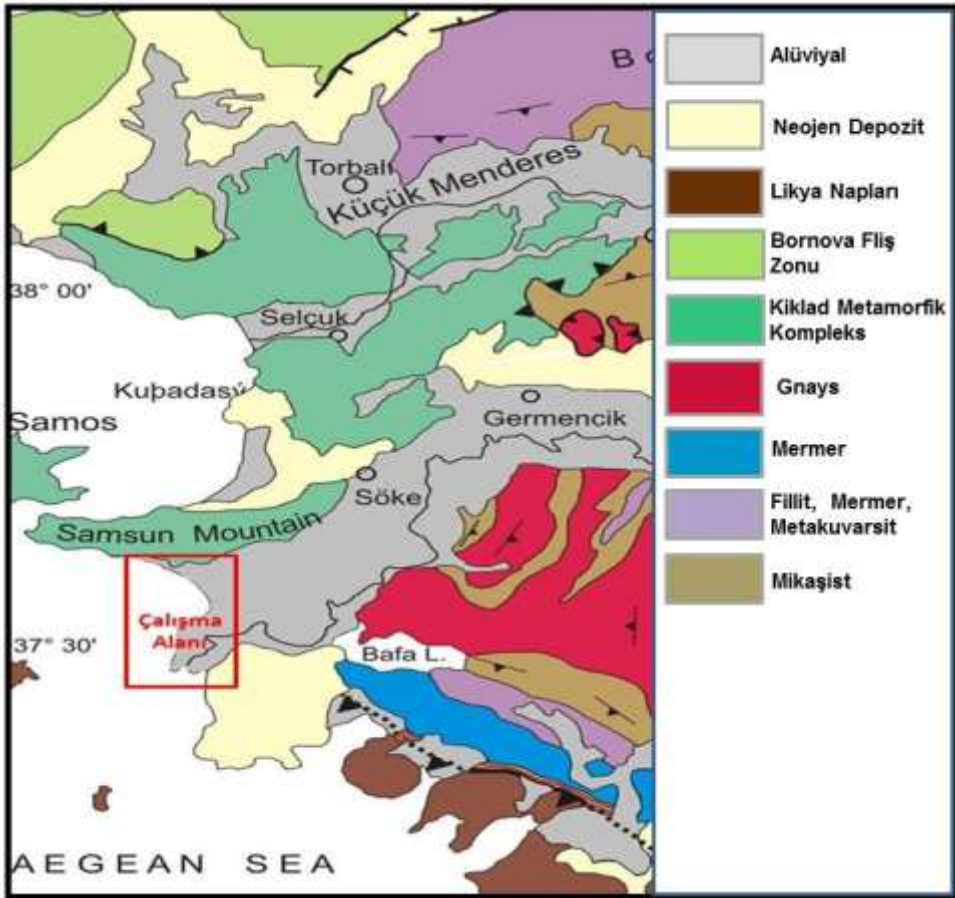 B
Torbalı
Küçük Menderes
38° 00'
Selçuk
Kuþadasý
Germencik
Samos
Söke
Samsun Mountain
Çalışma
Alanı
37° 30'
Bafa L.
AEGEAN SEA
Alüviyal
Neojen Depozit
Likya Napları
Bornova Fliş
Zonu
Kiklad Metamorfik
Kompleks
Gnays
Mermer
Fillit, Mermer,
Metakuvarsit
Mikaşist